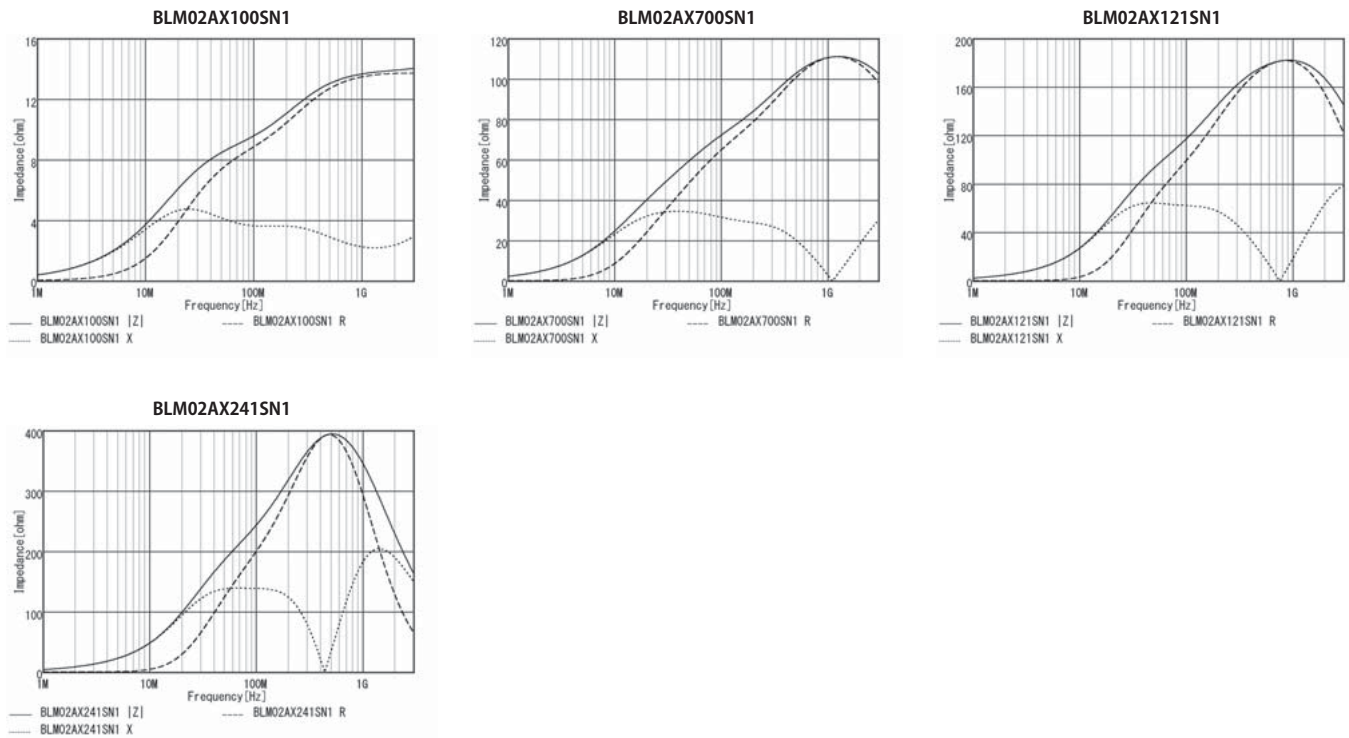 BLM02AX100SN1
16
12
8
4
0
Impedance[ohm]
1M 10M 100M 1G
Frequency[Hz]
BLM02AX100SN1 |Z| BLM02AX100SN1 R
BLM02AX100SN1 X
BLM02AX700SN1
120
100
80
60
40
20
0
Impedance[ohm]
1M 10M 100M 1G
Frequency[Hz]
BLM02AX700SN1 |Z| BLM02AX700SN1 R
BLM02AX700SN1 X
BLM02AX121SN1
200
160
120
80
40
0
Impedance[ohm]
1M 10M 100M 1G
Frequency[Hz]
BLM02AX121SN1 |Z| BLM02AX121SN1 R
BLM02AX121SN1 X
BLM02AX241SN1
400
300
200
100
0
Impedance[ohm]
1M 10M 100M 1G
Frequency[Hz]
BLM02AX241SN1 |Z| BLM02AX241SN1 R
BLM02AX241SN1 X